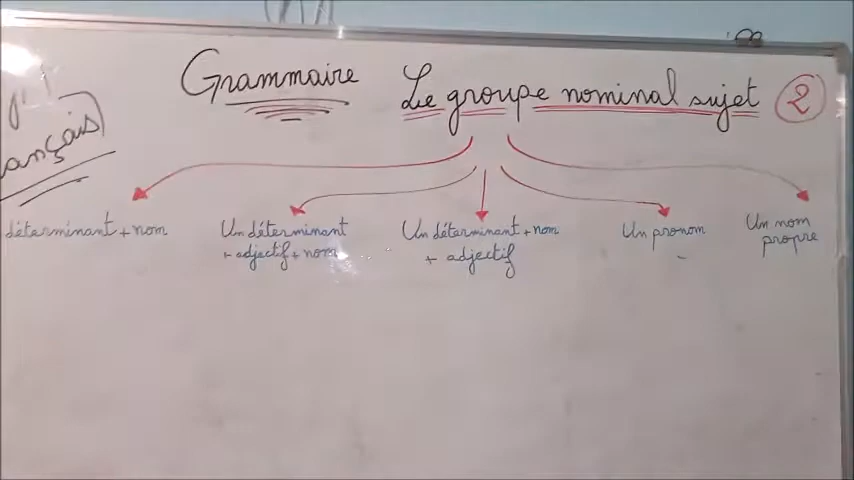 Grammaire Le groupe nominal sujet 2
ançais
déterminant + nom
Un déterminant
+ adjectif + nom
Un déterminant + nom
+ adjectif
Un pronom
Un nom
propre